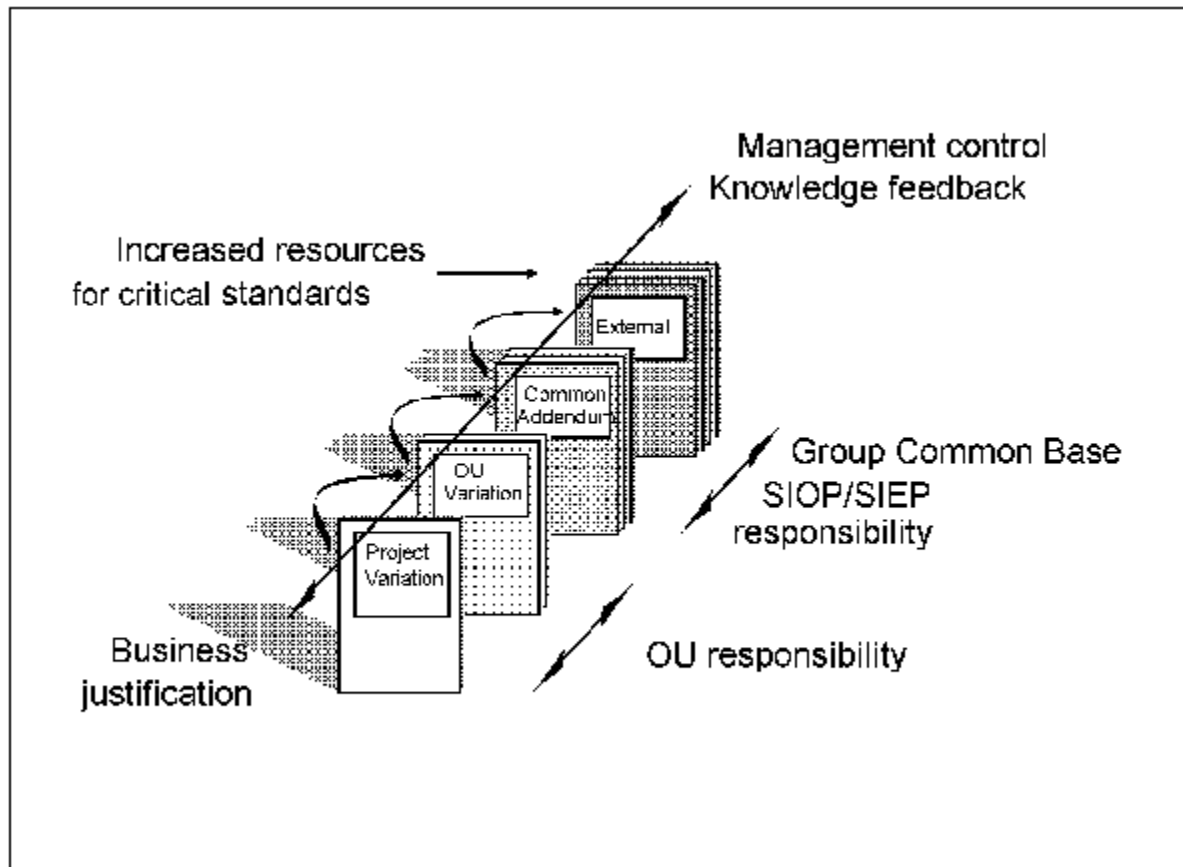 Management control
Knowledge feedback
Increased resources
for critical standards
External
Common
Addendum
OU
Variation
Project
Variation
Group Common Base
SIOP/SIEP
responsibility
OU responsibility
Business
justification